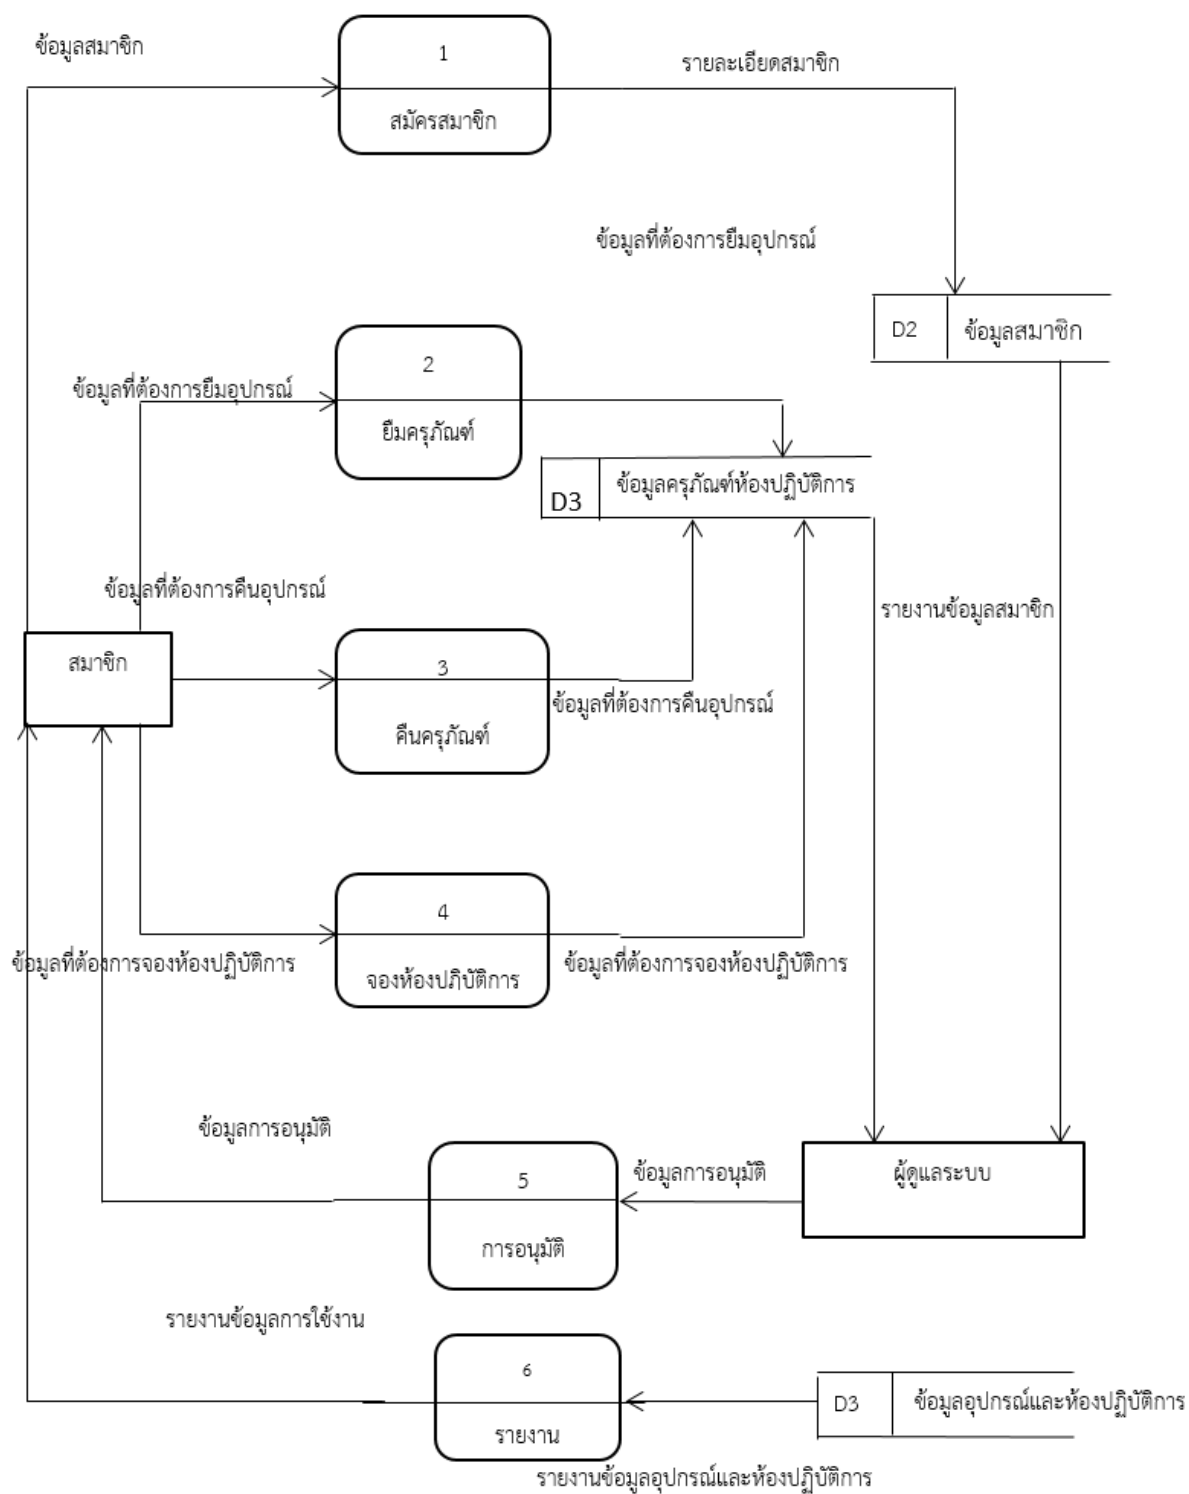 ข้อมูลสมาชิก
1
สมัครสมาชิก
รายละเอียดสมาชิก
ข้อมูลที่ต้องการยืมอุปกรณ์
D2
ข้อมูลสมาชิก
ข้อมูลที่ต้องการยืมอุปกรณ์
2
ยืมครุภัณฑ์
D3
ข้อมูลครุภัณฑ์ห้องปฏิบัติการ
ข้อมูลที่ต้องการคืนอุปกรณ์
รายงานข้อมูลสมาชิก
สมาชิก
3
คืนครุภัณฑ์
ข้อมูลที่ต้องการคืนอุปกรณ์
4
จองห้องปฏิบัติการ
ข้อมูลที่ต้องการจองห้องปฏิบัติการ
ข้อมูลที่ต้องการจองห้องปฏิบัติการ
ข้อมูลการอนุมัติ
5
การอนุมัติ
ข้อมูลการอนุมัติ
ผู้ดูแลระบบ
รายงานข้อมูลการใช้งาน
6
รายงาน
D3
ข้อมูลอุปกรณ์และห้องปฏิบัติการ
รายงานข้อมูลอุปกรณ์และห้องปฏิบัติการ